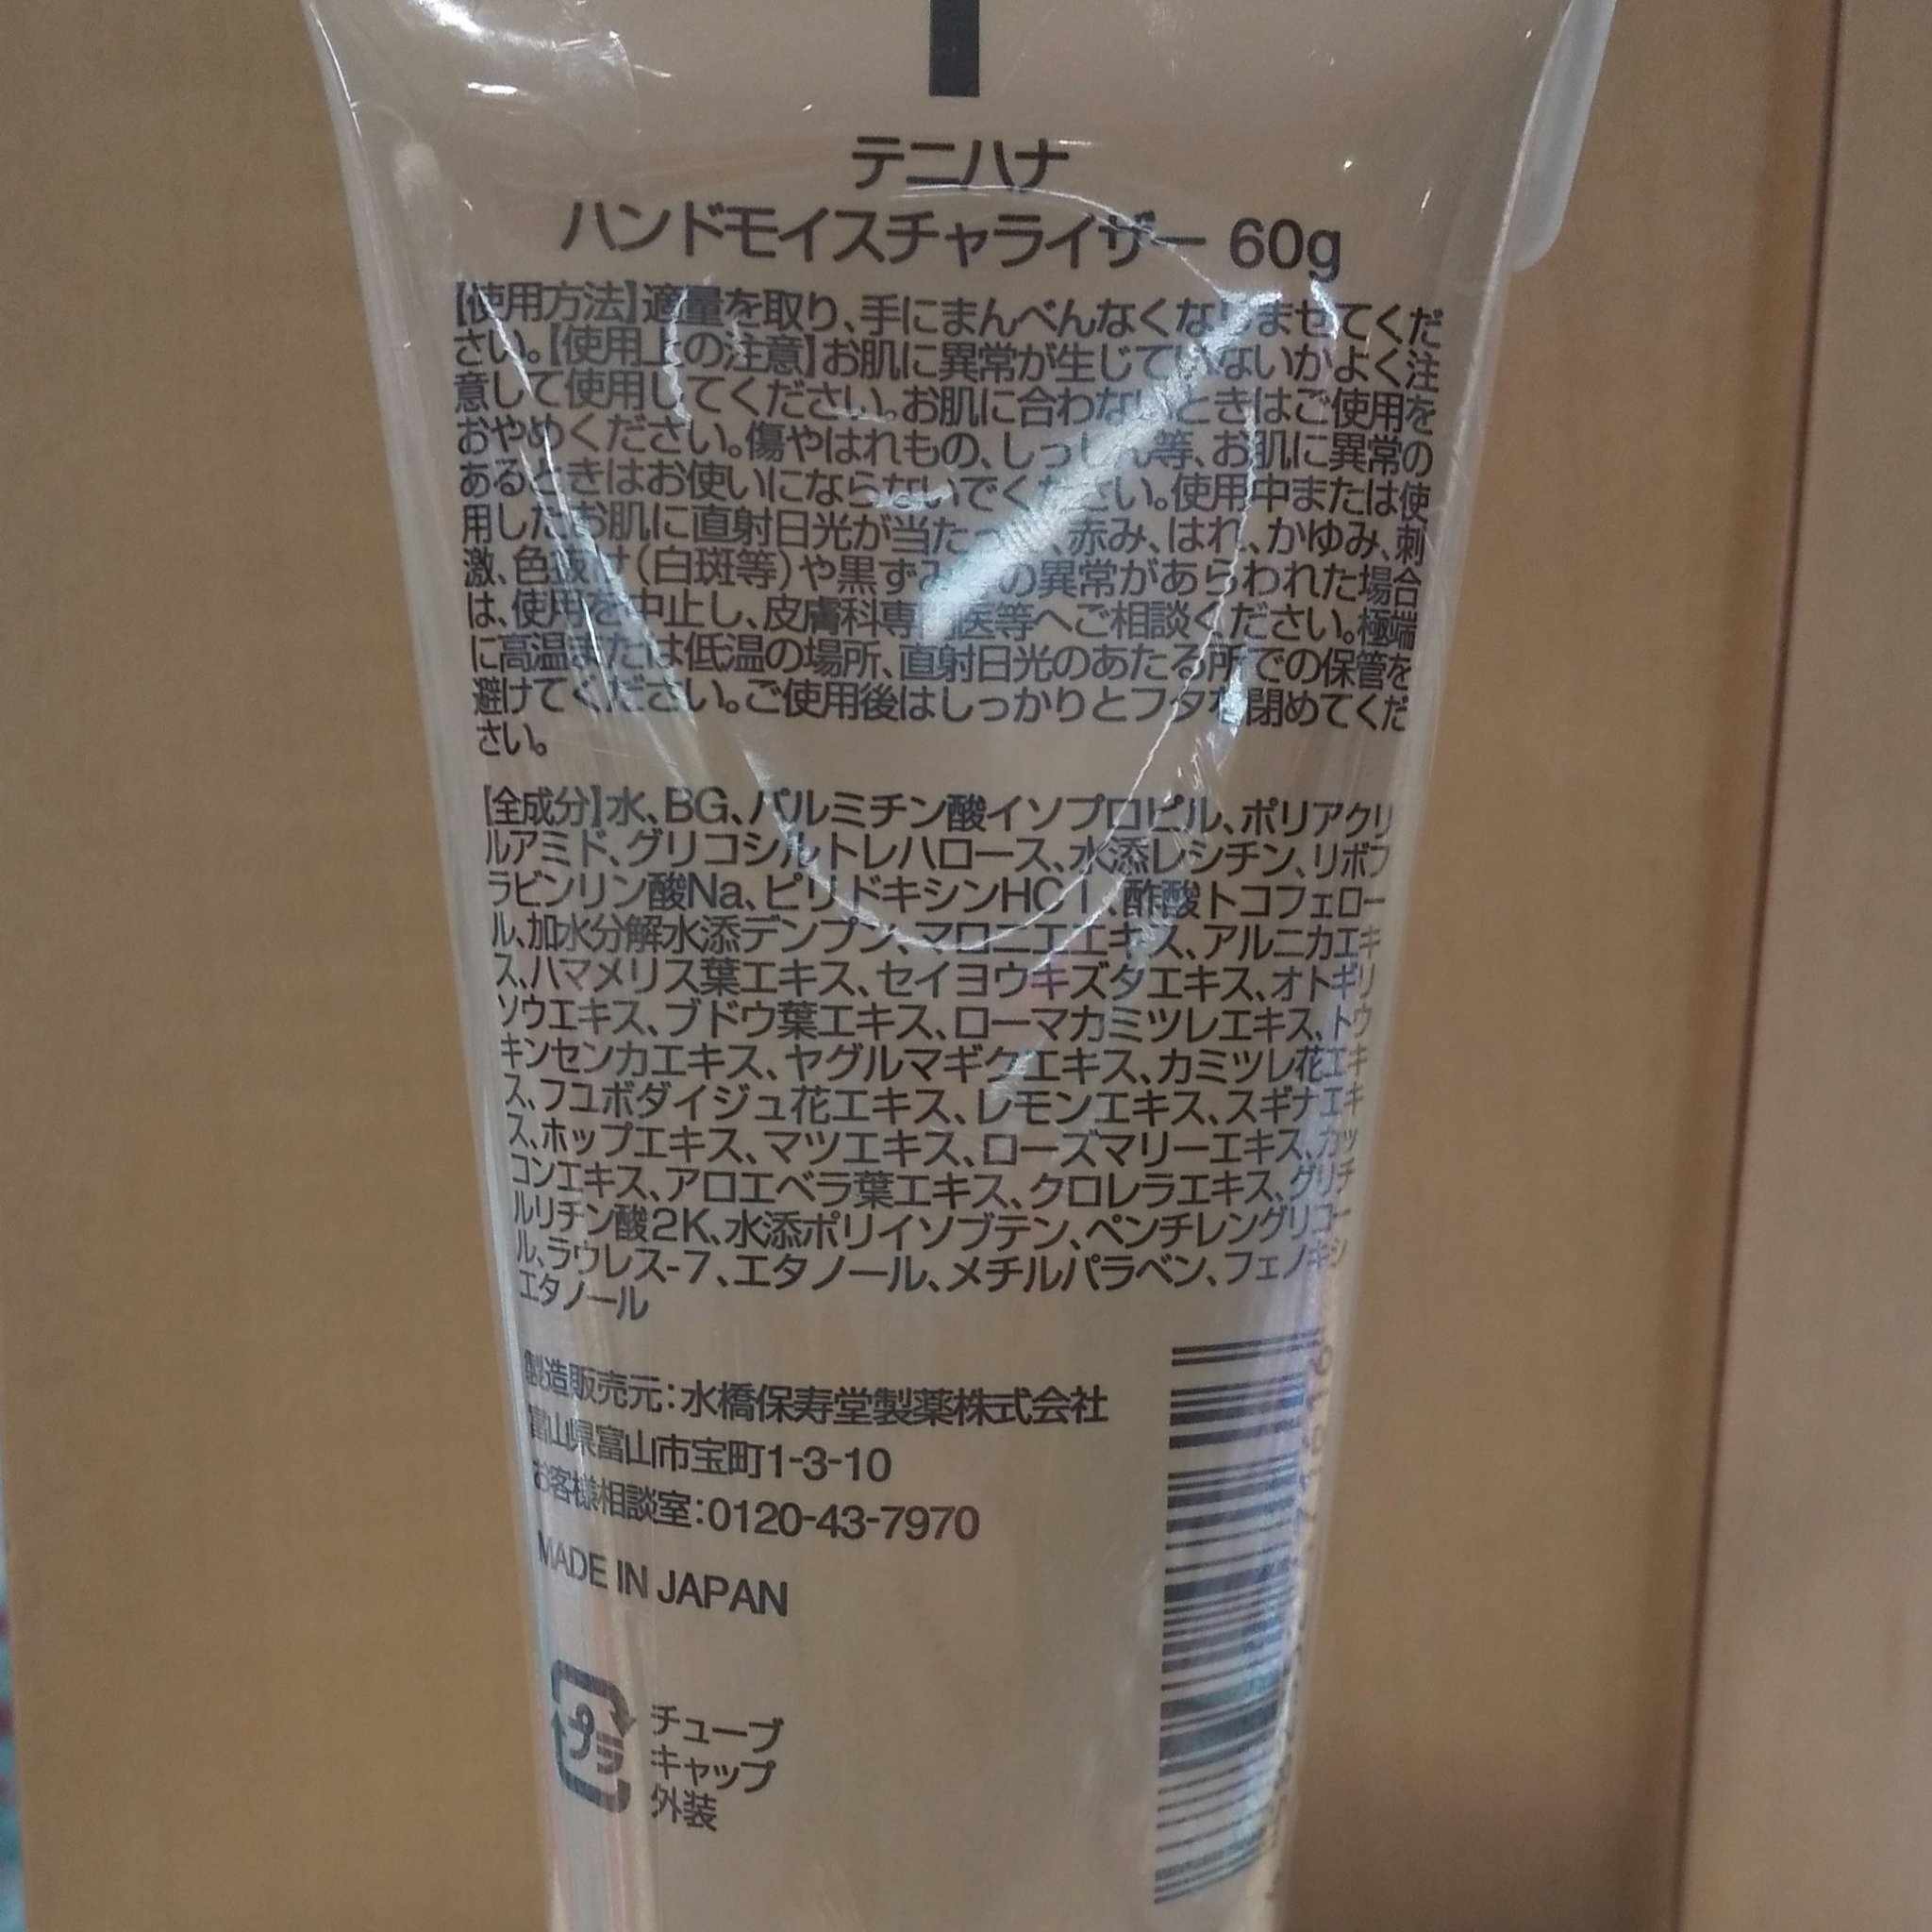 テニハナ
ハンドモイスチャライザー 60g
【使用方法】適量を取り、手にまんべんなくなじませてくだ
さい。【使用上の注意】お肌に異常が生じていないかよく注
意して使用してください。お肌に合わないときはご使用を
おやめください。傷やはれもの、しっしん等、お肌に異常の
あるときはお使いにならないでください。使用中または使
用したお肌に直射日光が当たって、赤み、はれ、かゆみ、刺
激、色抜け(白斑等)や黒ずみ の異常があらわれた場合
は、使用を中止し、皮膚科専門医等へご相談ください。極端
に高温または低温の場所、直射日光のあたる所での保管を
避けてください。ご使用後はしっかりとフタを閉めてくだ
さい。
【全成分】水、BG、パルミチン酸イソプロピル、ポリアクリ
ルアミド、グリコシルトレハロース、水添レシチン、リボフ
ラビンリン酸Na、ピリドキシンHCl、酢酸トコフェロー
ル、加水分解水添デンプン、マロニエエキス、アルニカエキ
ス、ハマメリス葉エキス、セイヨウキズタエキス、オトギリ
ソウエキス、ブドウ葉エキス、ローマカミツレエキス、トウ
キンセンカエキス、ヤグルマギクエキス、カミツレ花エキ
ス、フユボダイジュ花エキス、レモンエキス、スギナエキ
ス、ホップエキス、マツエキス、ローズマリーエキス、カッ
コンエキス、アロエベラ葉エキス、クロレラエキス、グリチ
ルリチン酸2K、水添ポリイソブテン、ペンチレングリコー
ル、ラウレス-7、エタノール、メチルパラベン、フェノキシ
エタノール
製造販売元：水橋保寿堂製薬株式会社
富山県富山市宝町1-3-10
お客様相談室：0120-43-7970
MADE IN JAPAN
プラ
チューブ
キャップ
外装